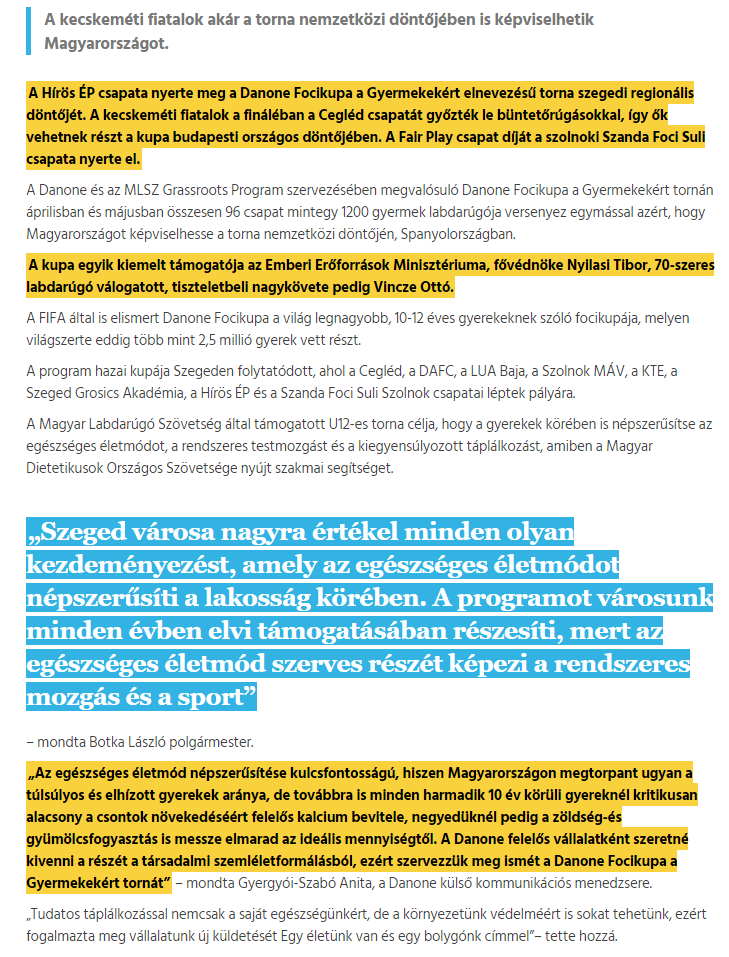 A kecskeméti fiatalok akár a torna nemzetközi döntőjében is képviselhetik
Magyarországot.
A Hírös ÉP csapata nyerte meg a Danone Focikupa a Gyermekekért elnevezésű torna szegedi regionális
döntőjét. A kecskeméti fiatalok a fináléban a Cegléd csapatát győzték le büntetőrúgásokkal, így ők
vehetnek részt a kupa budapesti országos döntőjében. A Fair Play csapat díját a szolnoki Szanda Foci Suli
csapata nyerte el.
A Danone és az MLSZ Grassroots Program szervezésében megvalósuló Danone Focikupa a Gyermekekért tornán
áprilisban és májusban összesen 96 csapat mintegy 1200 gyermek labdarúgója versenyez egymással azért, hogy
Magyarországot képviselhesse a torna nemzetközi döntőjén, Spanyolországban.
A kupa egyik kiemelt támogatója az Emberi Erőforrások Minisztériuma, fővédnöke Nyilasi Tibor, 70-szeres
labdarúgó válogatott, tiszteletbeli nagykövete pedig Vincze Ottó.
A FIFA által is elismert Danone Focikupa a világ legnagyobb, 10-12 éves gyerekeknek szóló focikupája, melyen
világszerte eddig több mint 2,5 millió gyerek vett részt.
A program hazai kupája Szegeden folytatódott, ahol a Cegléd, a DAFC, a LUA Baja, a Szolnok MÁV, a KTE, a
Szeged Grosics Akadémia, a Hírös ÉP és a Szanda Foci Suli Szolnok csapatai léptek pályára.
A Magyar Labdarúgó Szövetség által támogatott U12-es torna célja, hogy a gyerekek körében is népszerűsítse az
egészséges életmódot, a rendszeres testmozgást és a kiegyensúlyozott táplálkozást, amiben a Magyar
Dietetikusok Országos Szövetsége nyújt szakmai segítséget.
„Szeged városa nagyra értékel minden olyan
kezdeményezést, amely az egészséges életmódot
népszerűsíti a lakosság körében. A programot városunk
minden évben elvi támogatásában részesíti, mert az
egészséges életmód szerves részét képezi a rendszeres
mozgás és a sport”
– mondta Botka László polgármester.
„Az egészséges életmód népszerűsítése kulcsfontosságú, hiszen Magyarországon megtorpant ugyan a
túlsúlyos és elhízott gyerekek aránya, de továbbra is minden harmadik 10 év körüli gyereknél kritikusan
alacsony a csontok növekedéséért felelős kalcium bevitele, negyedüknél pedig a zöldség-és
gyümölcsfogyasztás is messze elmarad az ideális mennyiségtől. A Danone felelős vállalatként szeretné
kivenni a részét a társadalmi szemléletformálásból, ezért szervezzük meg ismét a Danone Focikupa a
Gyermekekért tornát” – mondta Gyergyói-Szabó Anita, a Danone külső kommunikációs menedzsere.
„Tudatos táplálkozással nemcsak a saját egészségünkért, de a környezetünk védelméért is sokat tehetünk, ezért
fogalmazta meg vállalatunk új küldetését Egy életünk van és egy bolygónk címmel”– tette hozzá.